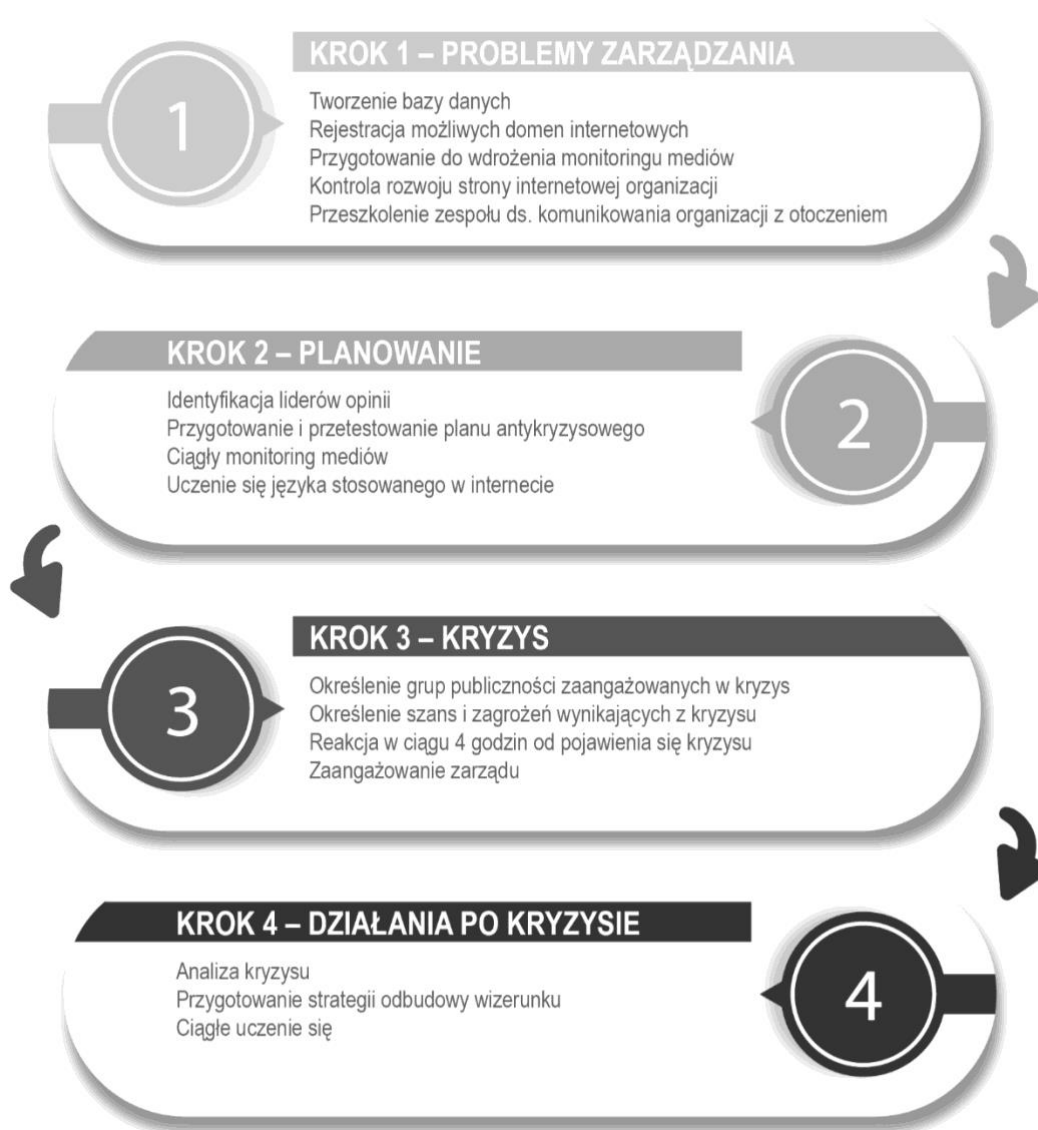 1
KROK 1 – PROBLEMY ZARZĄDZANIA
Tworzenie bazy danych
Rejestracja możliwych domen internetowych
Przygotowanie do wdrożenia monitoringu mediów
Kontrola rozwoju strony internetowej organizacji
Przeszkolenie zespołu ds. komunikowania organizacji z otoczeniem
KROK 2 – PLANOWANIE
Identyfikacja liderów opinii
Przygotowanie i przetestowanie planu antykryzysowego
Ciągły monitoring mediów
Uczenie się języka stosowanego w internecie
2
3
KROK 3 – KRYZYS
Określenie grup publiczności zaangażowanych w kryzys
Określenie szans i zagrożeń wynikających z kryzysu
Reakcja w ciągu 4 godzin od pojawienia się kryzysu
Zaangażowanie zarządu
KROK 4 – DZIAŁANIA PO KRYZYSIE
Analiza kryzysu
Przygotowanie strategii odbudowy wizerunku
Ciągłe uczenie się
4